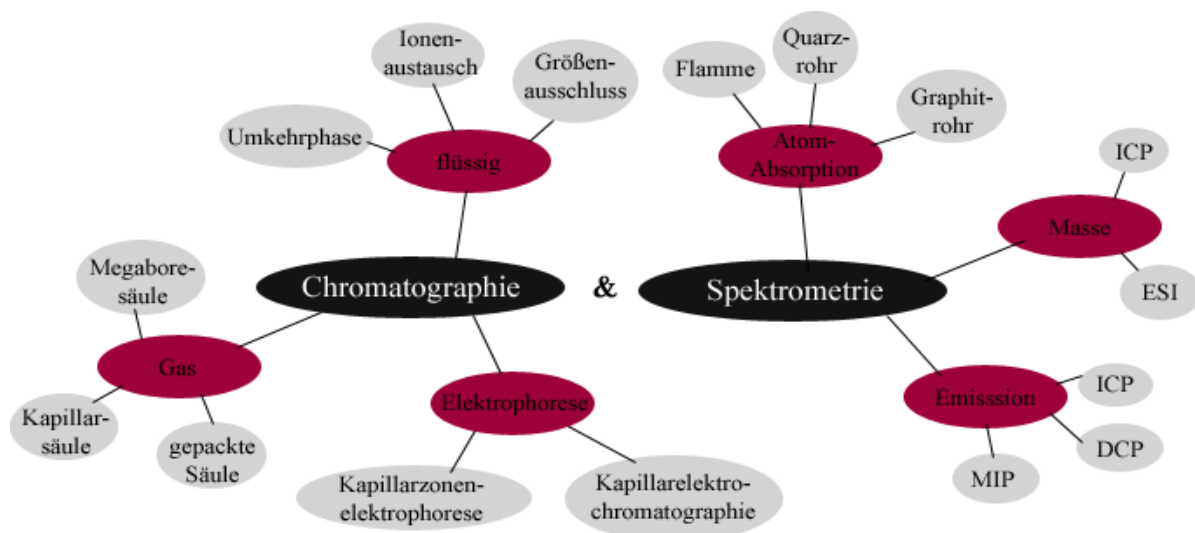 Ionen-
austausch
Größen-
ausschluss
Umkehrphase
flüssig
Megabore-
säule
Gas
Kapillar-
säule
gepackte
Säule
Chromatographie
Elektrophorese
Kapillarzonen-
elektrophorese
Kapillarelektro-
chromatographie
&
Flamme
Quarz-
rohr
Graphit-
rohr
Atom-
Absorption
Spektrometrie
ICP
Masse
ESI
Emisssion
ICP
DCP
MIP